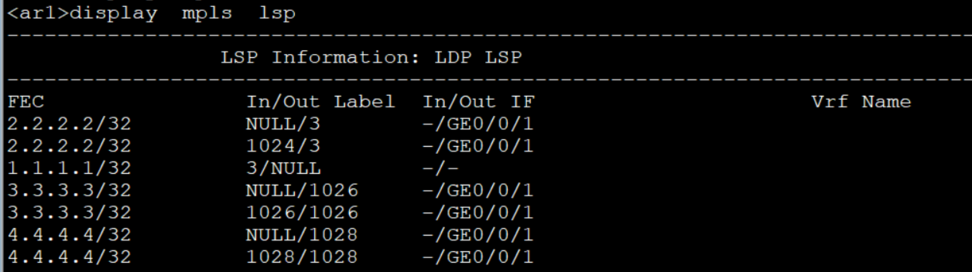 <ar1>display mpls lsp
-------------------------------------------------------------------------------
LSP Information: LDP LSP
-------------------------------------------------------------------------------
FEC In/Out Label In/Out IF Vrf Name
2.2.2.2/32 NULL/3 -/GE0/0/1
2.2.2.2/32 1024/3 -/GE0/0/1
1.1.1.1/32 3/NULL -/-
3.3.3.3/32 NULL/1026 -/GE0/0/1
3.3.3.3/32 1026/1026 -/GE0/0/1
4.4.4.4/32 NULL/1028 -/GE0/0/1
4.4.4.4/32 1028/1028 -/GE0/0/1